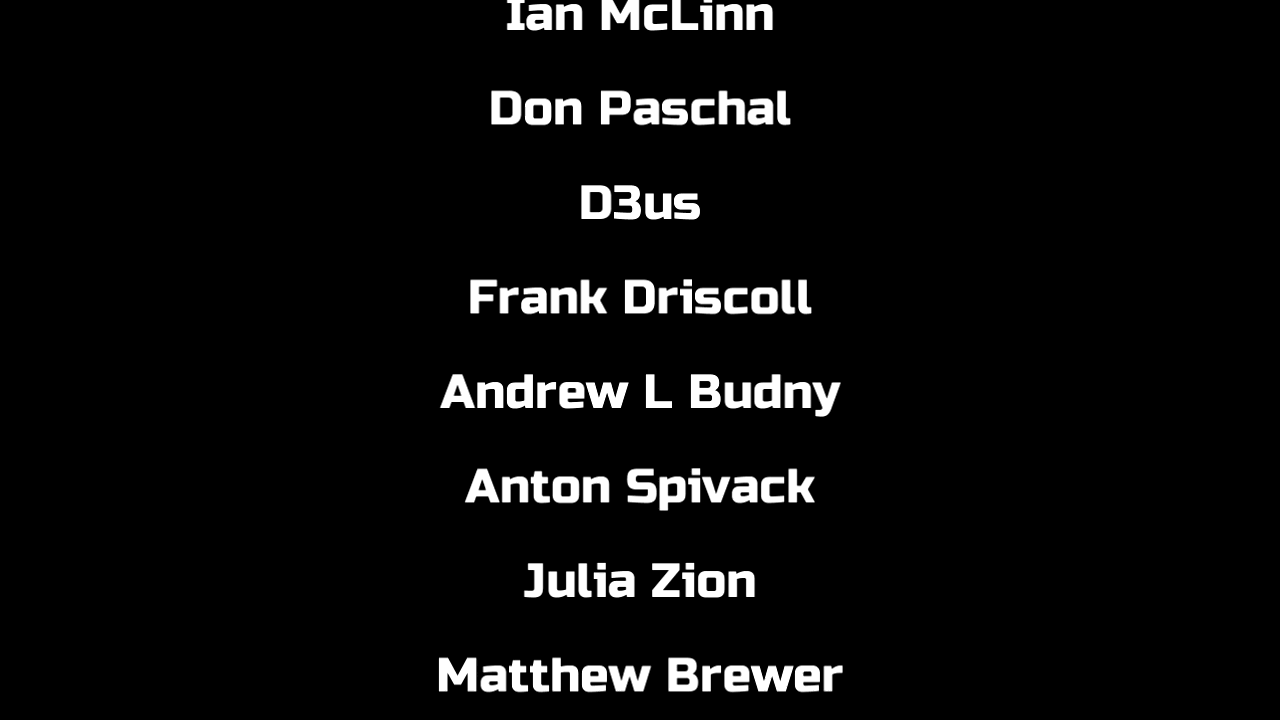 Ian McLinn
Don Paschal
D3us
Frank Driscoll
Andrew L Budny
Anton Spivack
Julia Zion
Matthew Brewer